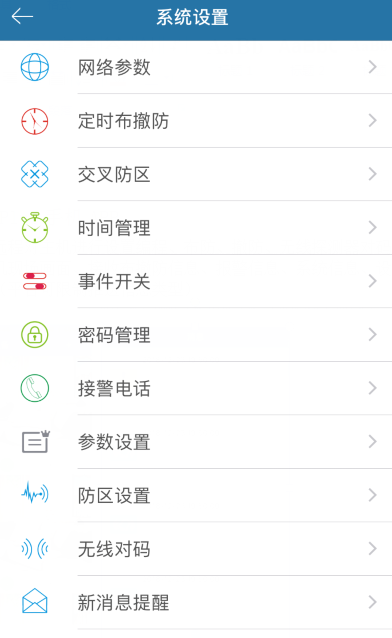 系统设置
网络参数
定时布撤防
交叉防区
时间管理
事件开关
密码管理
接警电话
参数设置
防区设置
无线对码
新消息提醒